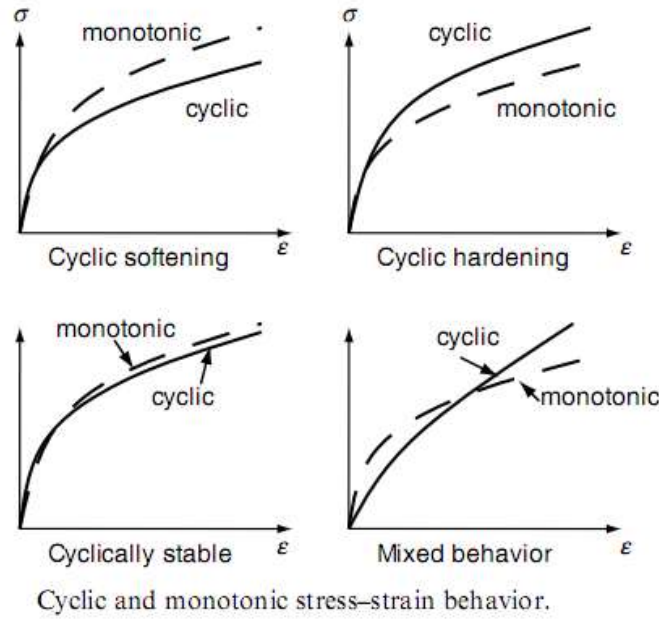 σ
monotonic
cyclic
ε
Cyclic softening
σ
cyclic
monotonic
ε
Cyclic hardening
monotonic
cyclic
ε
Cyclically stable
cyclic
monotonic
ε
Mixed behavior
Cyclic and monotonic stress–strain behavior.